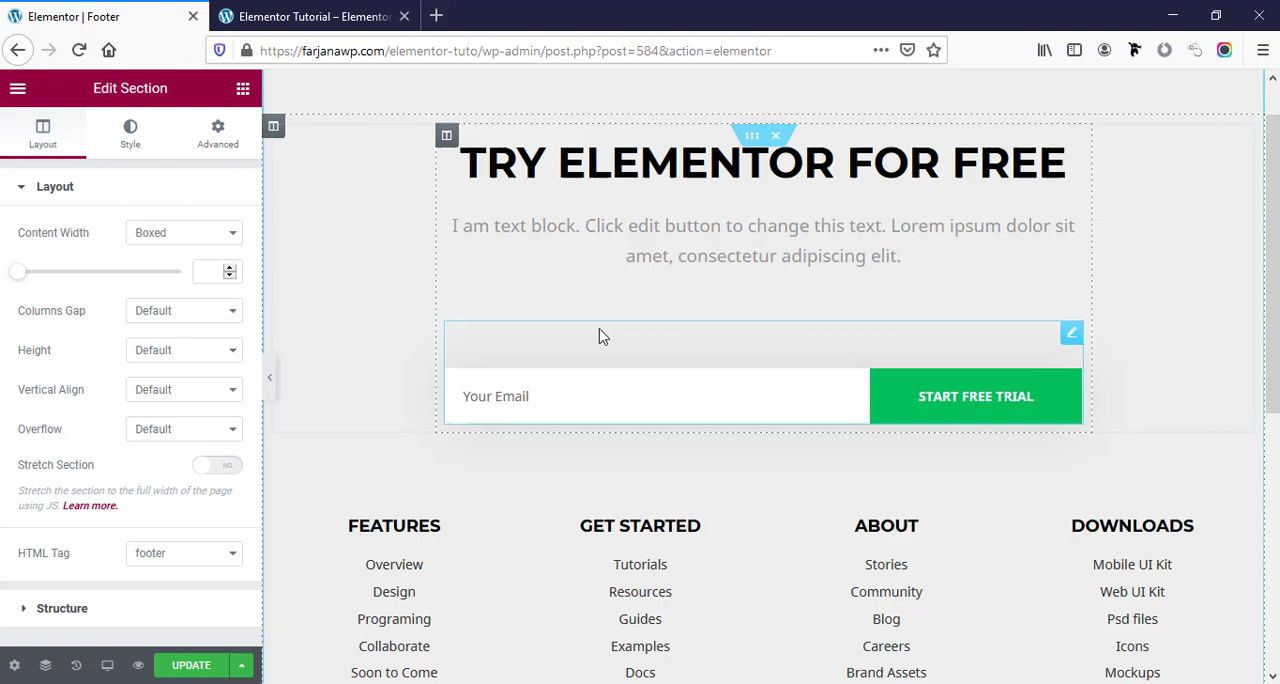 Elementor | Footer
Elementor Tutorial – Elementor
https://farjanawp.com/elementor-tuto/wp-admin/post.php?post=584&action=elementor
Edit Section
Layout
Style
Advanced
Layout
Content Width
Boxed
Columns Gap
Default
Height
Default
Vertical Align
Default
Overflow
Default
Stretch Section
NO
Stretch the section to the full width of the page
using JS. Learn more.
HTML Tag
footer
Structure
UPDATE
TRY ELEMENTOR FOR FREE
I am text block. Click edit button to change this text. Lorem ipsum dolor sit
amet, consectetur adipiscing elit.
Your Email
START FREE TRIAL
FEATURES
Overview
Design
Programing
Collaborate
Soon to Come
GET STARTED
Tutorials
Resources
Guides
Examples
Docs
ABOUT
Stories
Community
Blog
Careers
Brand Assets
DOWNLOADS
Mobile UI Kit
Web UI Kit
Psd files
Icons
Mockups